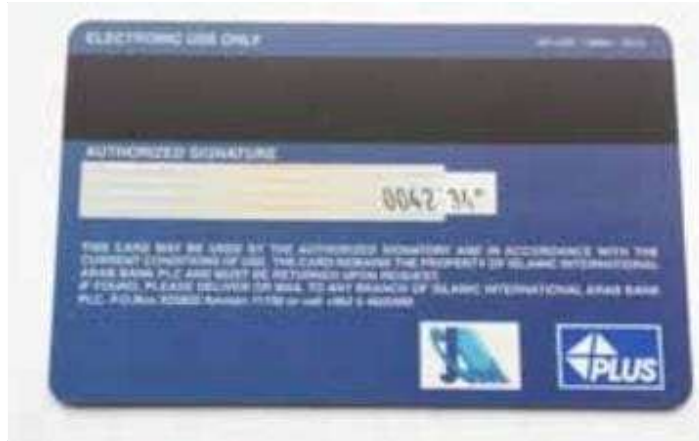 ELECTRONIC USE ONLY
AUTHORIZED SIGNATURE
0042
THIS CARD MAY BE USED BY THE AUTHORIZED SIGNATORY AND IN ACCORDANCE WITH THE
CURRENT CONDITIONS OF USE. THE CARD REMAINS THE PROPERTY OF ISLAMIC INTERNATIONAL
ARAB BANK PLC AND MUST BE RETURNED UPON REQUEST.
IF FOUND, PLEASE DELIVER OR MAIL TO ANY BRANCH OF ISLAMIC INTERNATIONAL ARAB BANK
PLC. P.O.Box or call
PLUS